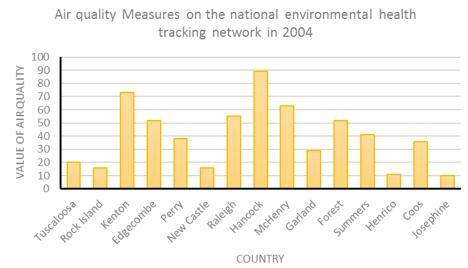 Air quality Measures on the national environmental health
tracking network in 2004
VALUE OF AIR QUALITY
100
90
80
70
60
50
40
30
20
10
0
Tuscaloosa
Rock Island
Kenton
Edgecombe
Perry
New Castle
Raleigh
Hancock
McHenry
Garland
Forest
Summers
Henrico
Coos
Josephine
COUNTRY